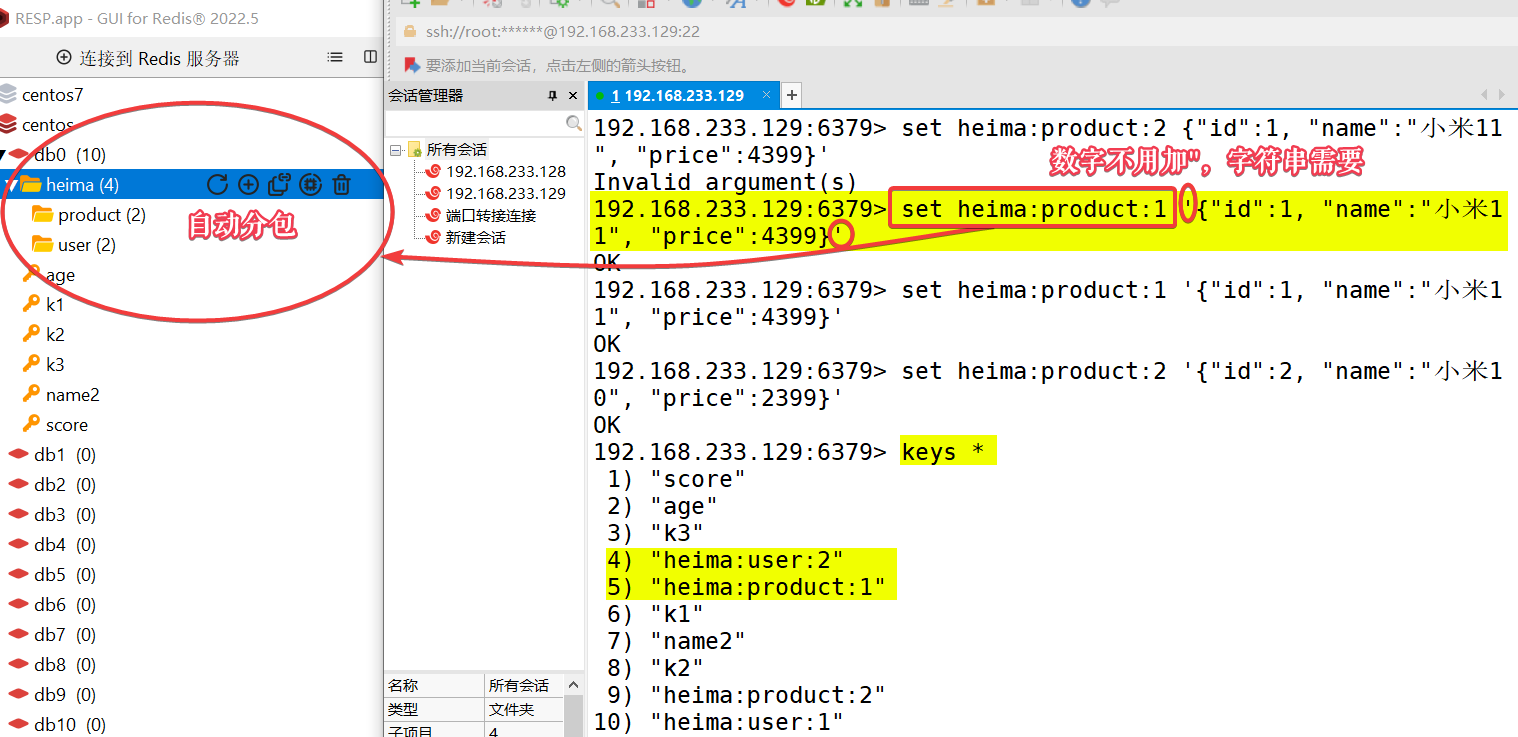 RESP.app - GUI for Redis® 2022.5
连接到 Redis 服务器
centos7
centos
db0 (10)
heima (4)
product (2)
自动分包
user (2)
age
k1
k2
k3
name2
score
db1 (0)
db2 (0)
db3 (0)
db4 (0)
db5 (0)
db6 (0)
db7 (0)
db8 (0)
db9 (0)
db10 (0)
ssh://root:******@192.168.233.129:22
要添加当前会话，点击左侧的箭头按钮。
会话管理器
所有会话
192.168.233.128
192.168.233.129
端口转接连接
新建会话
名称 所有会话
类型 文件夹
子项目 4
1 192.168.233.129
192.168.233.129:6379> set heima:product:2 {"id":1, "name":"小米11
", "price":4399}'
数字不用加"，字符串需要
Invalid argument(s)
192.168.233.129:6379> set heima:product:1 '{"id":1, "name":"小米1
1", "price":4399}'
OK
192.168.233.129:6379> set heima:product:1 '{"id":1, "name":"小米1
1", "price":4399}'
OK
192.168.233.129:6379> set heima:product:2 '{"id":2, "name":"小米1
0", "price":2399}'
OK
192.168.233.129:6379> keys *
1) "score"
2) "age"
3) "k3"
4) "heima:user:2"
5) "heima:product:1"
6) "k1"
7) "name2"
8) "k2"
9) "heima:product:2"
10) "heima:user:1"